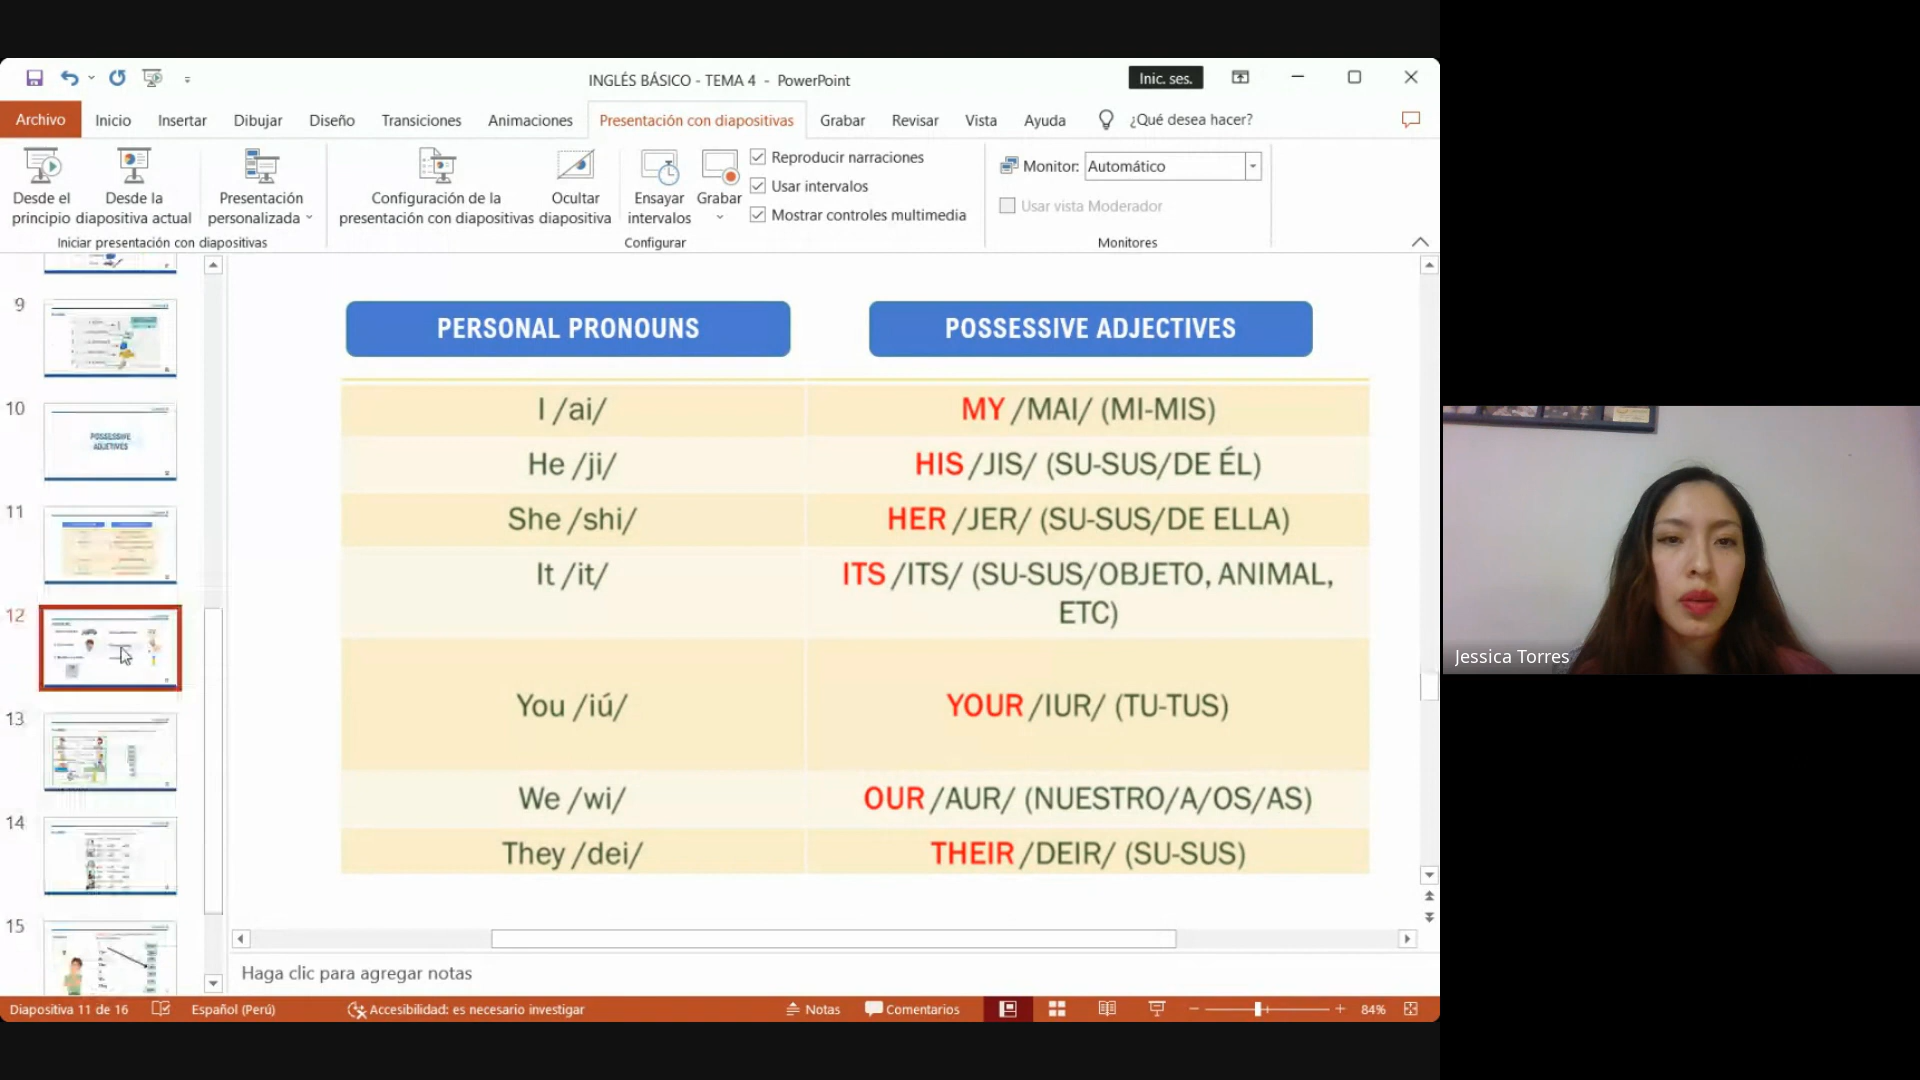 INGLÉS BÁSICO - TEMA 4 - PowerPoint
Inic. ses.
Archivo Inicio Insertar Dibujar Diseño Transiciones Animaciones Presentación con diapositivas Grabar Revisar Vista Ayuda ¿Qué desea hacer?
Desde el principio
Desde la diapositiva actual
Presentación personalizada
Iniciar presentación con diapositivas
Configuración de la presentación con diapositivas
Ocultar diapositiva
Ensayar intervalos
Grabar
Reproducir narraciones
Usar intervalos
Mostrar controles multimedia
Configurar
Monitor: Automático
Usar vista Moderador
Monitores
9
10
POSSESSIVE
ADJETIVES
11
12
13
14
15
PERSONAL PRONOUNS POSSESSIVE ADJECTIVES
I /ai/ MY /MAI/ (MI-MIS)
He /ji/ HIS /JIS/ (SU-SUS/DE ÉL)
She /shi/ HER /JER/ (SU-SUS/DE ELLA)
It /it/ ITS /ITS/ (SU-SUS/OBJETO, ANIMAL,
ETC)
You /iú/ YOUR /IUR/ (TU-TUS)
We /wi/ OUR /AUR/ (NUESTRO/A/OS/AS)
They /dei/ THEIR /DEIR/ (SU-SUS)
Haga clic para agregar notas
Diapositiva 11 de 16 Español (Perú) Accesibilidad: es necesario investigar Notas Comentarios 84%
Jessica Torres